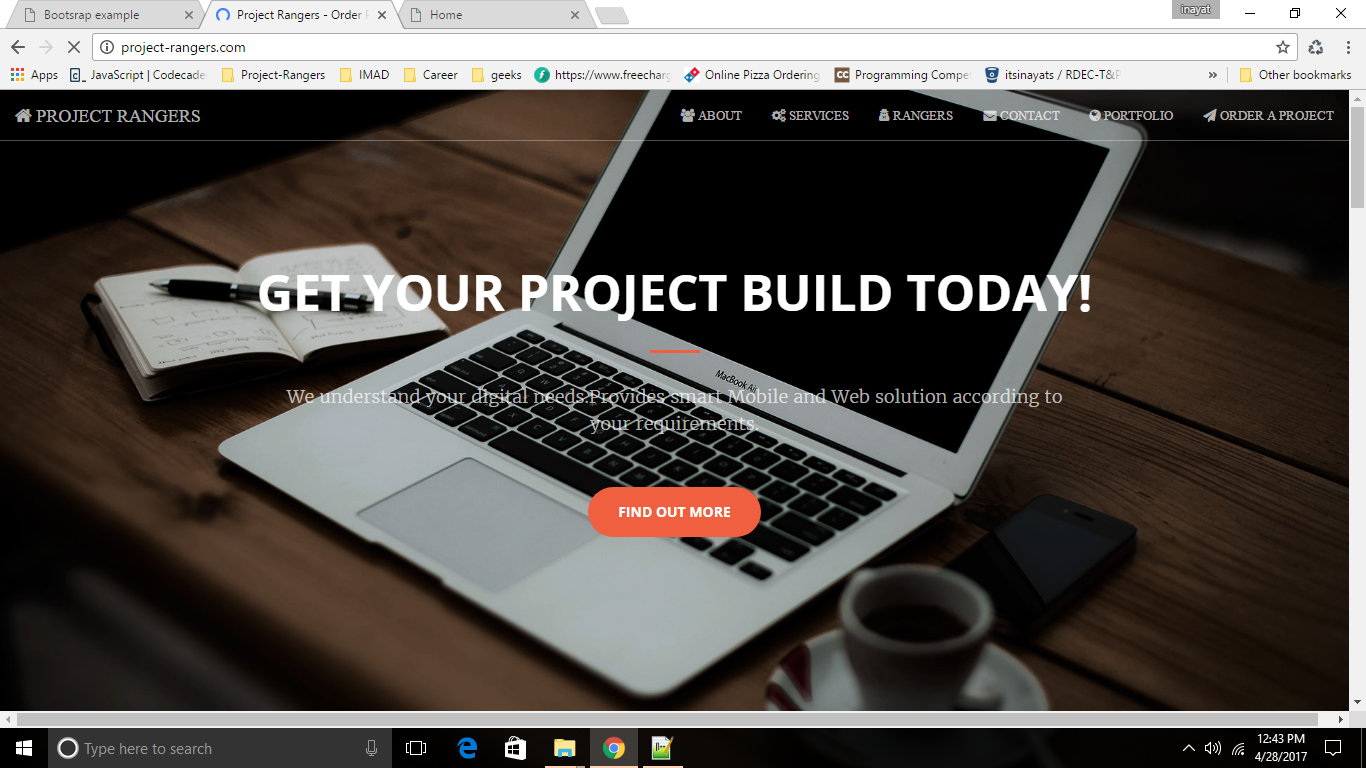 inayat
Bootsrap example
Project Rangers - Order
Home
project-rangers.com
Apps
JavaScript | Codecade
Project-Rangers
IMAD
Career
geeks
https://www.freecharg
Online Pizza Ordering
Programming Compe
itsinayats / RDEC-T&P
»
Other bookmarks
PROJECT RANGERS
ABOUT
SERVICES
RANGERS
CONTACT
PORTFOLIO
ORDER A PROJECT
GET YOUR PROJECT BUILD TODAY!
MacBook Air
We understand your digital needs.Provides smart Mobile and Web solution according to
your requirements.
FIND OUT MORE
Type here to search
12:43 PM
4/28/2017